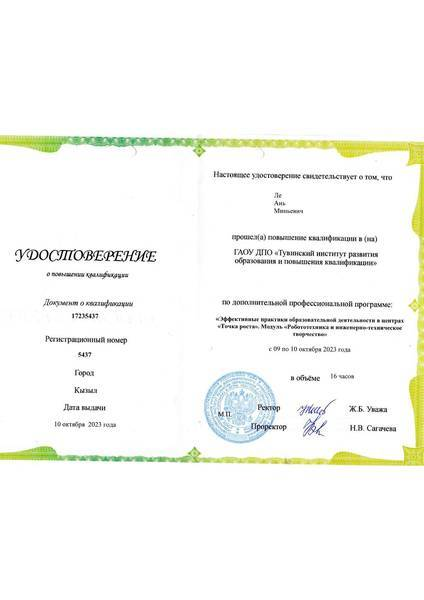 УДОСТОВЕРЕНИЕ
о повышении квалификации
Документ о квалификации
17235437
Регистрационный номер
5437
Город
Кызыл
Дата выдачи
10 октября 2023 года
Настоящее удостоверение свидетельствует о том, что
Ле
Ань
Миньевич
прошел(а) повышение квалификации в (на)
ГАОУ ДПО «Тувинский институт развития
образования и повышения квалификации»
по дополнительной профессиональной программе:
«Эффективные практики образовательной деятельности в центрах
«Точка роста». Модуль «Робототехника и инженерно-техническое
творчество»
с 09 по 10 октября 2023 года
в объёме 16 часов
М.П. Ректор Ж.Б. Уважа
Проректор Н.В. Сагачева